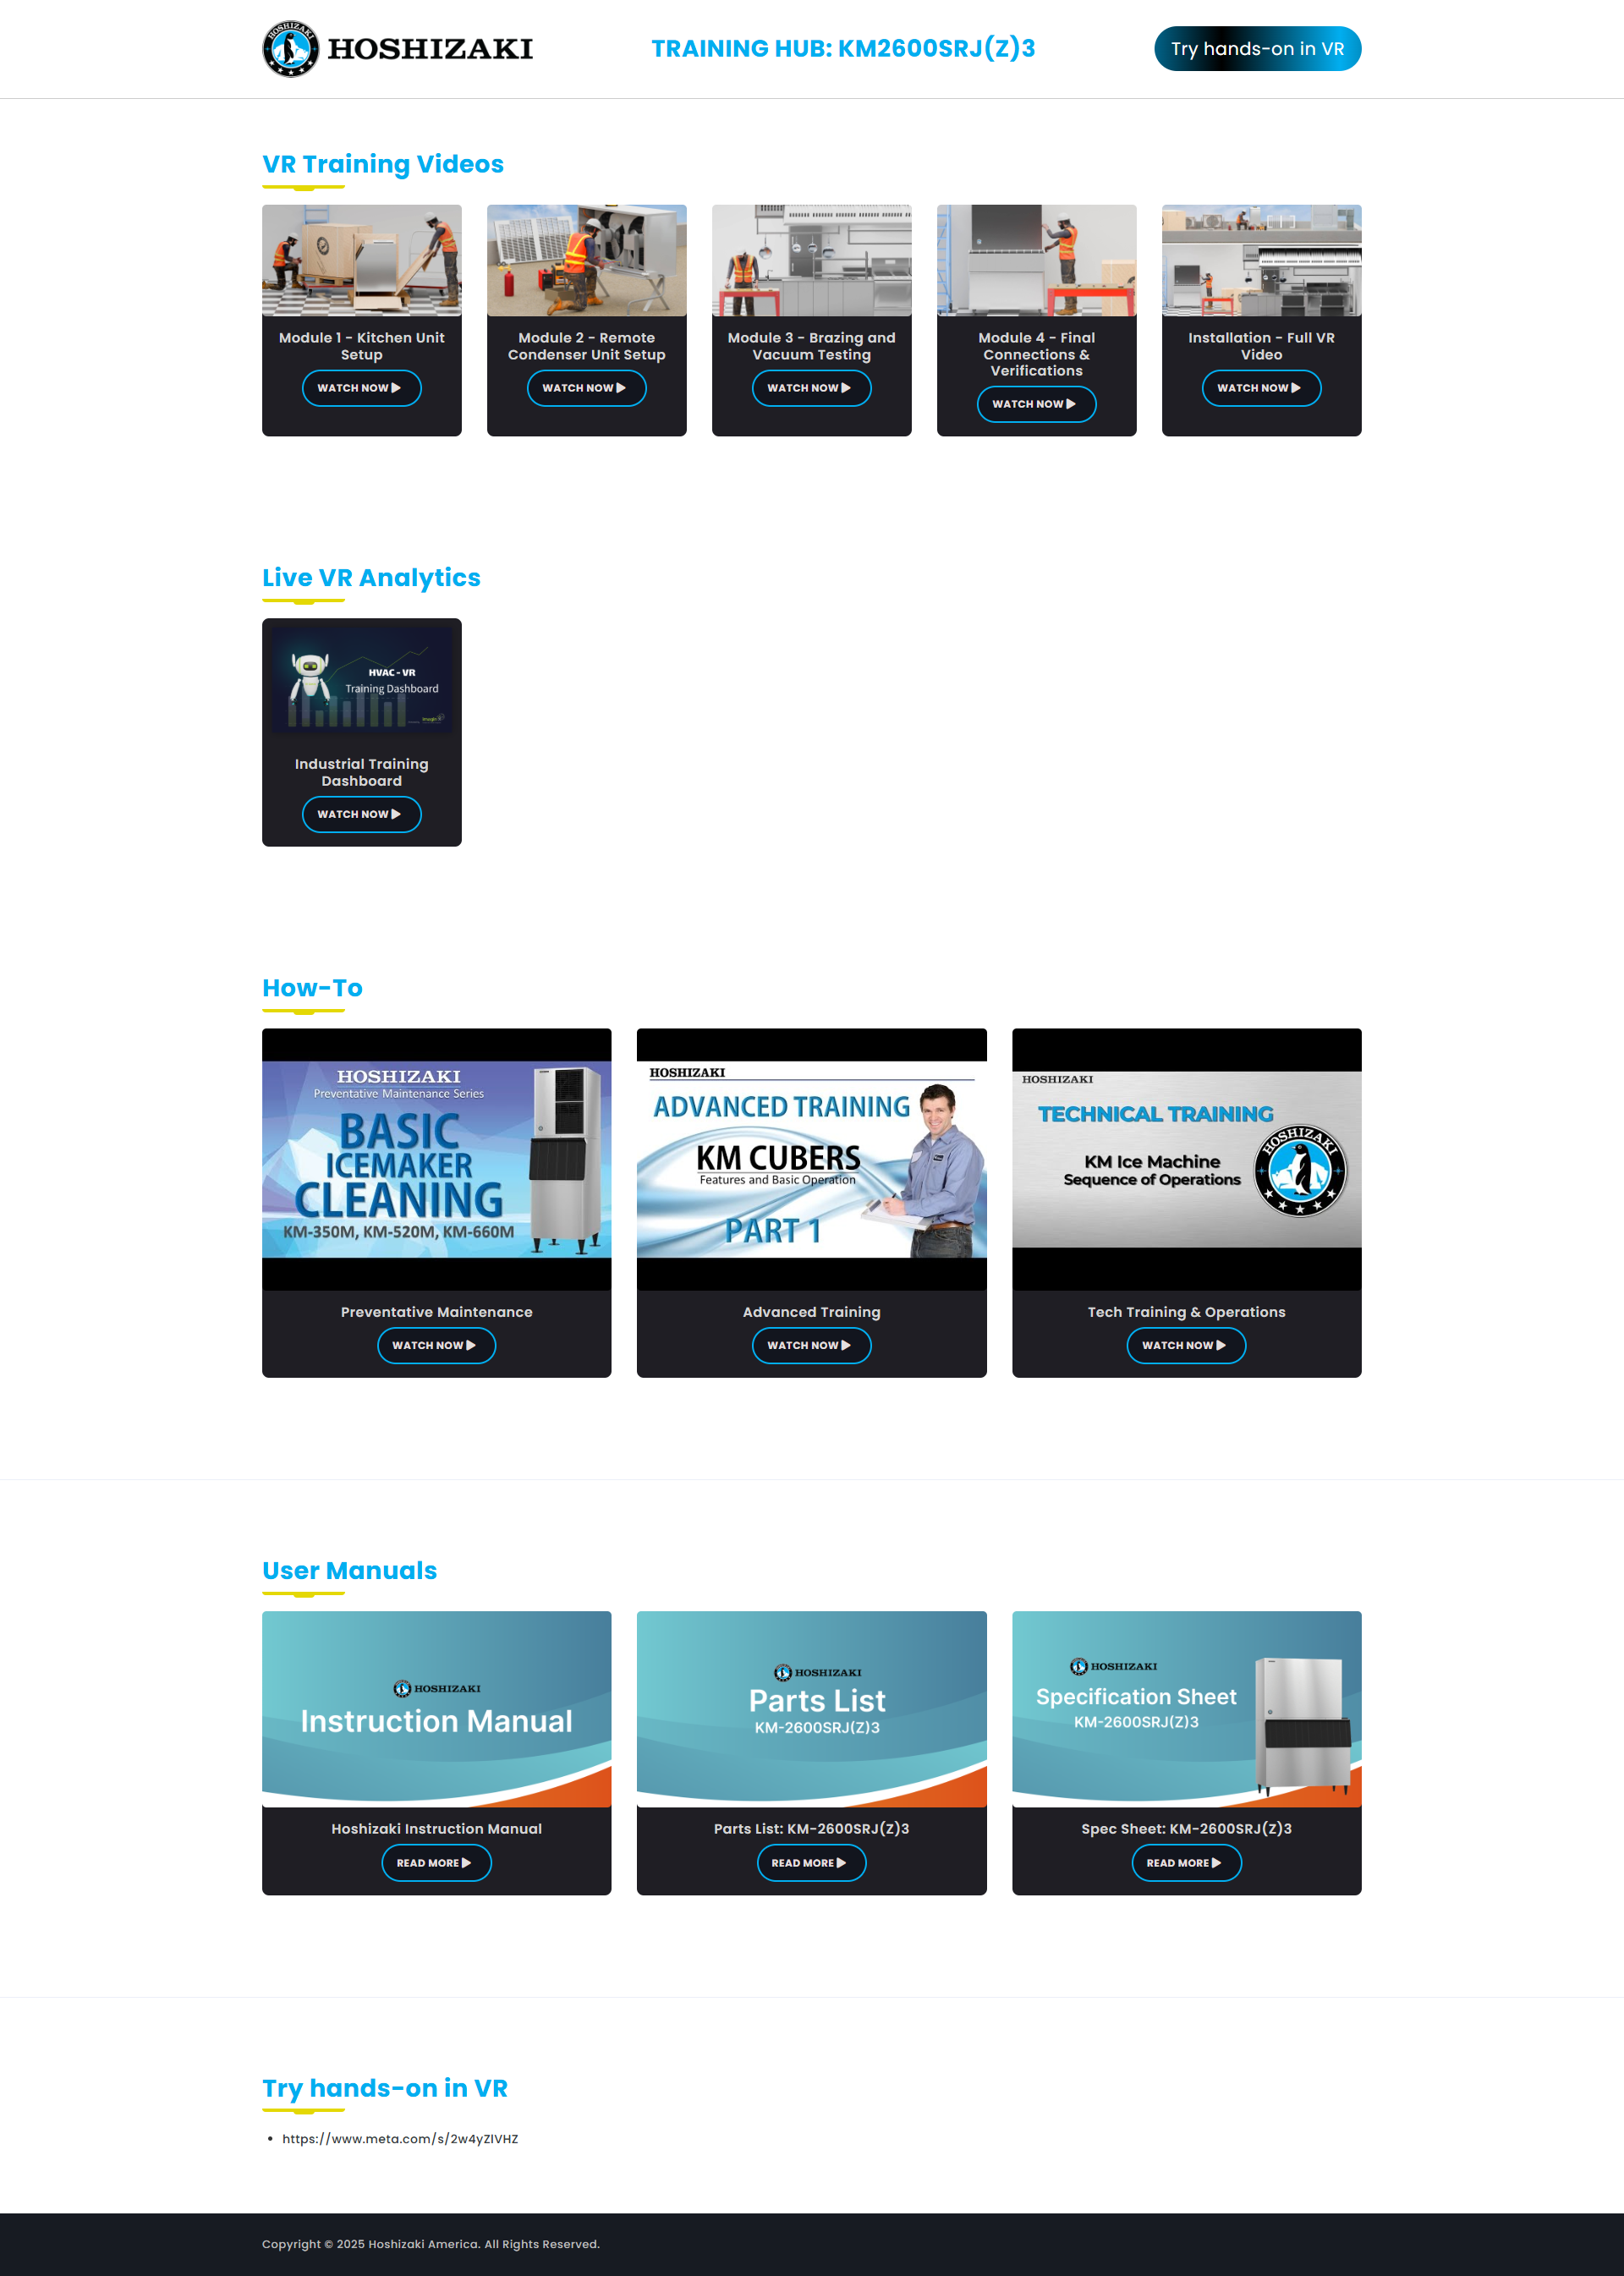 HOSHIZAKI
HOSHIZAKI
TRAINING HUB: KM2600SRJ(Z)3
Try hands-on in VR
VR Training Videos
Module 1 - Kitchen Unit
Setup
WATCH NOW
Module 2 - Remote
Condenser Unit Setup
WATCH NOW
Module 3 - Brazing and
Vacuum Testing
WATCH NOW
Module 4 - Final
Connections &
Verifications
WATCH NOW
Installation - Full VR
Video
WATCH NOW
Live VR Analytics
HVAC - VR
Training Dashboard
Industrial Training
Dashboard
WATCH NOW
How-To
HOSHIZAKI
Preventative Maintenance Series
BASIC
ICEMAKER
CLEANING
KM-350M, KM-520M, KM-660M
Preventative Maintenance
WATCH NOW
HOSHIZAKI
ADVANCED TRAINING
KM CUBERS
Features and Basic Operation
PART 1
Advanced Training
WATCH NOW
HOSHIZAKI
TECHNICAL TRAINING
KM Ice Machine
Sequence of Operations
HOSHIZAKI
Tech Training & Operations
WATCH NOW
User Manuals
HOSHIZAKI
Instruction Manual
Hoshizaki Instruction Manual
READ MORE
HOSHIZAKI
Parts List
KM-2600SRJ(Z)3
Parts List: KM-2600SRJ(Z)3
READ MORE
HOSHIZAKI
Specification Sheet
KM-2600SRJ(Z)3
Spec Sheet: KM-2600SRJ(Z)3
READ MORE
Try hands-on in VR
• https://www.meta.com/s/2w4yZIVHZ
Copyright © 2025 Hoshizaki America. All Rights Reserved.